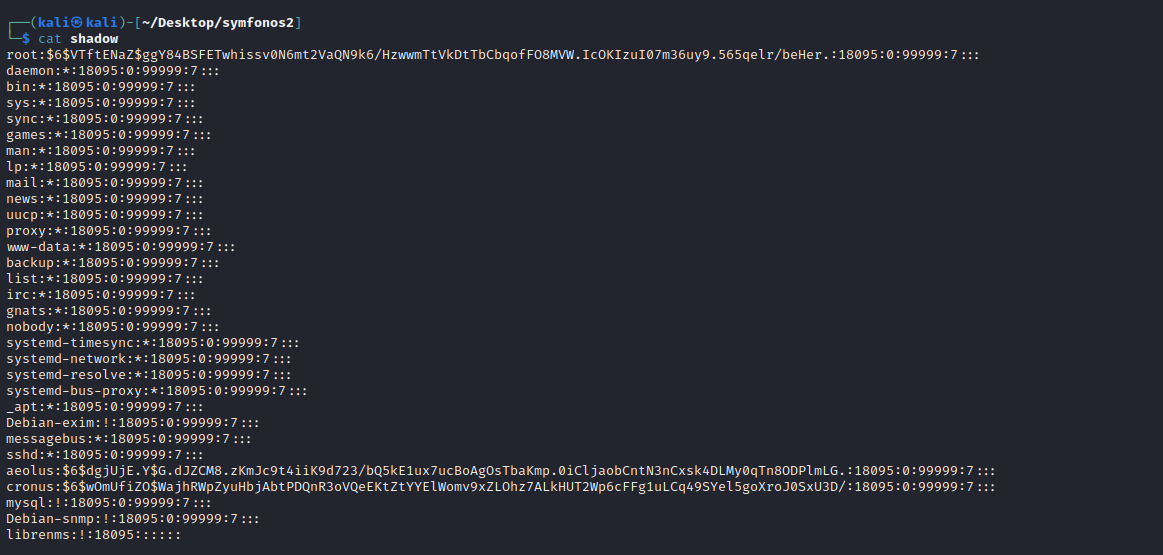 ┌──(kali㉿kali)-[~/Desktop/symfonos2]
└─$ cat shadow
root:$6$VTftENaZ$ggY84BSFETwhissv0N6mt2VaQN9k6/HzwwmTtVkDtTbCbqofFO8MVW.IcOKIzuI07m36uy9.565qelr/beHer.:18095:0:99999:7:::
daemon:*:18095:0:99999:7:::
bin:*:18095:0:99999:7:::
sys:*:18095:0:99999:7:::
sync:*:18095:0:99999:7:::
games:*:18095:0:99999:7:::
man:*:18095:0:99999:7:::
lp:*:18095:0:99999:7:::
mail:*:18095:0:99999:7:::
news:*:18095:0:99999:7:::
uucp:*:18095:0:99999:7:::
proxy:*:18095:0:99999:7:::
www-data:*:18095:0:99999:7:::
backup:*:18095:0:99999:7:::
list:*:18095:0:99999:7:::
irc:*:18095:0:99999:7:::
gnats:*:18095:0:99999:7:::
nobody:*:18095:0:99999:7:::
systemd-timesync:*:18095:0:99999:7:::
systemd-network:*:18095:0:99999:7:::
systemd-resolve:*:18095:0:99999:7:::
systemd-bus-proxy:*:18095:0:99999:7:::
_apt:*:18095:0:99999:7:::
Debian-exim:!:18095:0:99999:7:::
messagebus:*:18095:0:99999:7:::
sshd:*:18095:0:99999:7:::
aeolus:$6$dgjUjE.Y$G.dJZCM8.zKmJc9t4iiK9d723/bQ5kE1ux7ucBoAgOsTbaKmp.0iCljaobCntN3nCxsk4DLMy0qTn8ODPlmLG.:18095:0:99999:7:::
cronus:$6$wOmUfiZO$WajhRWpZyuHbjAbtPDQnR3oVQeEKtZtYYElWomv9xZLOhz7ALkHUT2Wp6cFFg1uLCq49SYel5goXroJ0SxU3D/:18095:0:99999:7:::
mysql:!:18095:0:99999:7:::
Debian-snmp:!:18095:0:99999:7:::
librenms:!:18095::::::